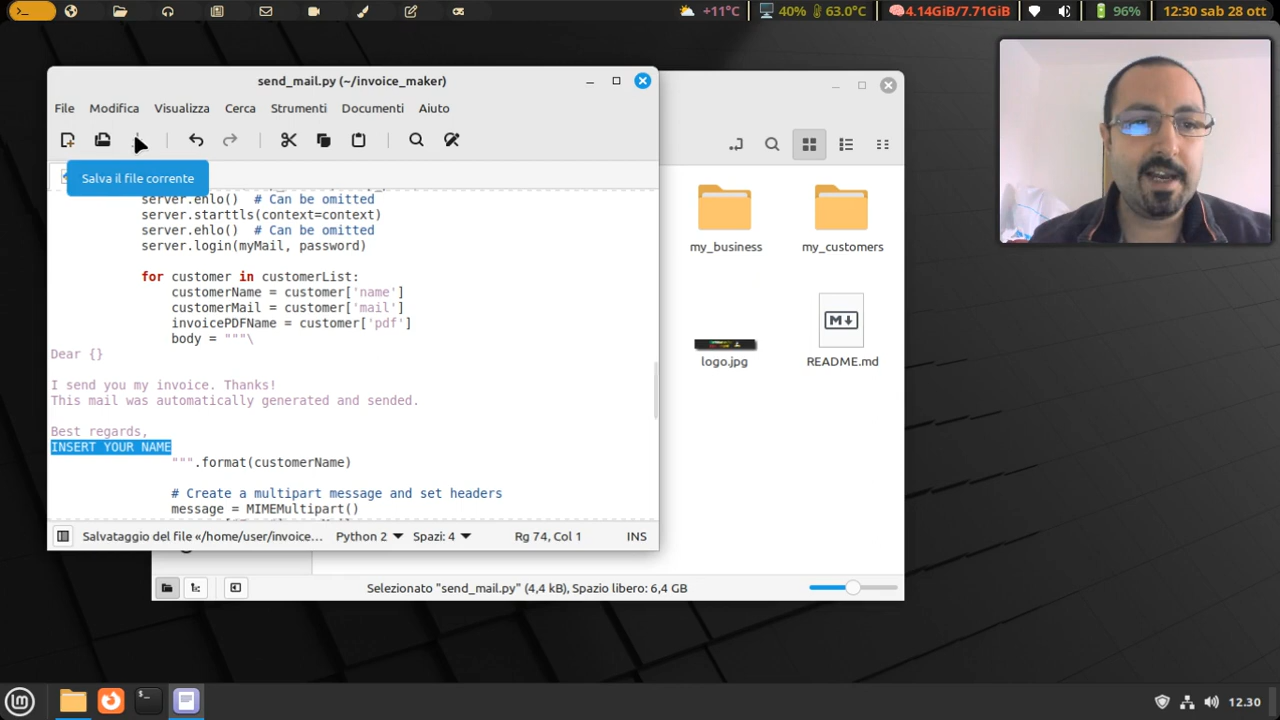 +11°C
40%
63.0°C
4.14GiB/7.71GiB
96%
12:30 sab 28 ott
send_mail.py (~/invoice_maker)
File Modifica Visualizza Cerca Strumenti Documenti Aiuto
Salva il file corrente
server.ehlo()  # Can be omitted
server.starttls(context=context)
server.ehlo()  # Can be omitted
server.login(myMail, password)
for customer in customerList:
customerName = customer['name']
customerMail = customer['mail']
invoicePDFName = customer['pdf']
body = """\
Dear {}
I send you my invoice. Thanks!
This mail was automatically generated and sended.
Best regards,
INSERT YOUR NAME
""".format(customerName)
# Create a multipart message and set headers
message = MIMEMultipart()
Salvataggio del file «/home/user/invoice... Python 2 Spazi: 4 Rg 74, Col 1 INS
my_business
my_customers
logo.jpg
README.md
Selezionato "send_mail.py" (4,4 kB), Spazio libero: 6,4 GB
12.30